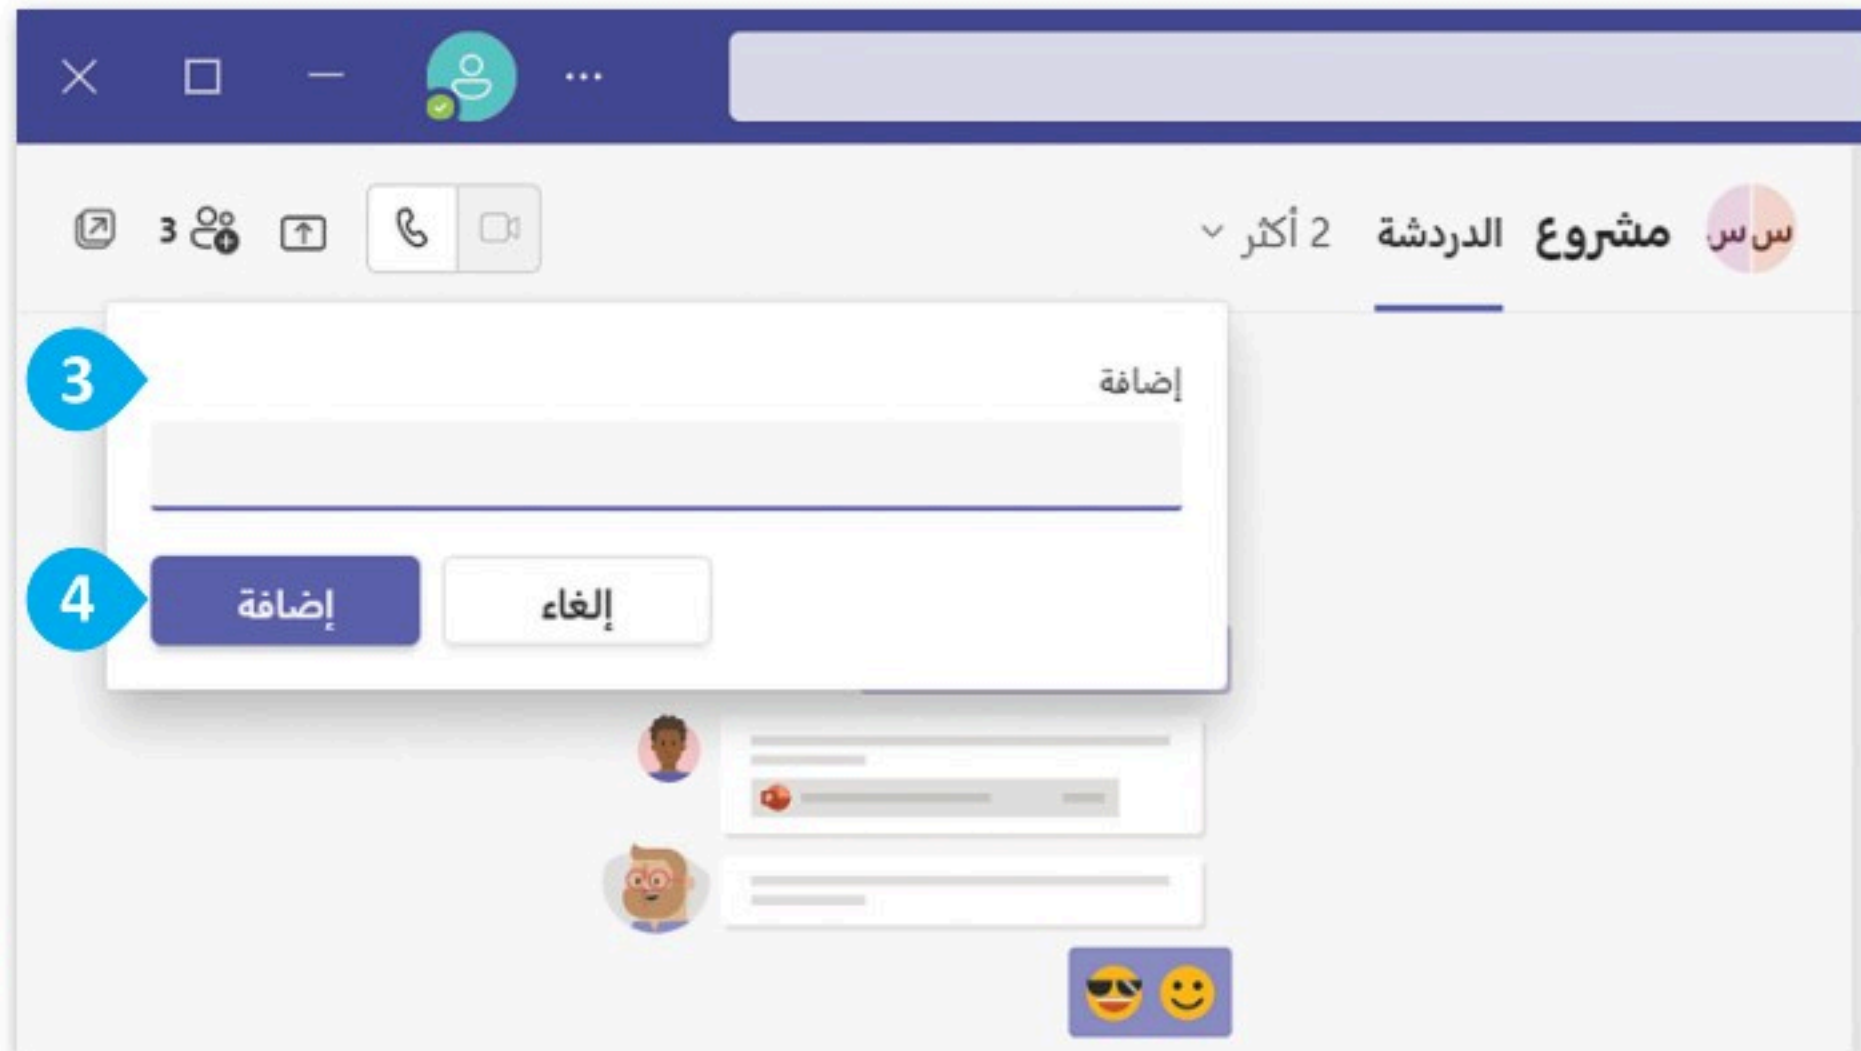 س س مشروع الدردشة 2 أكثر 3
3
إضافة
4
إلغاء إضافة